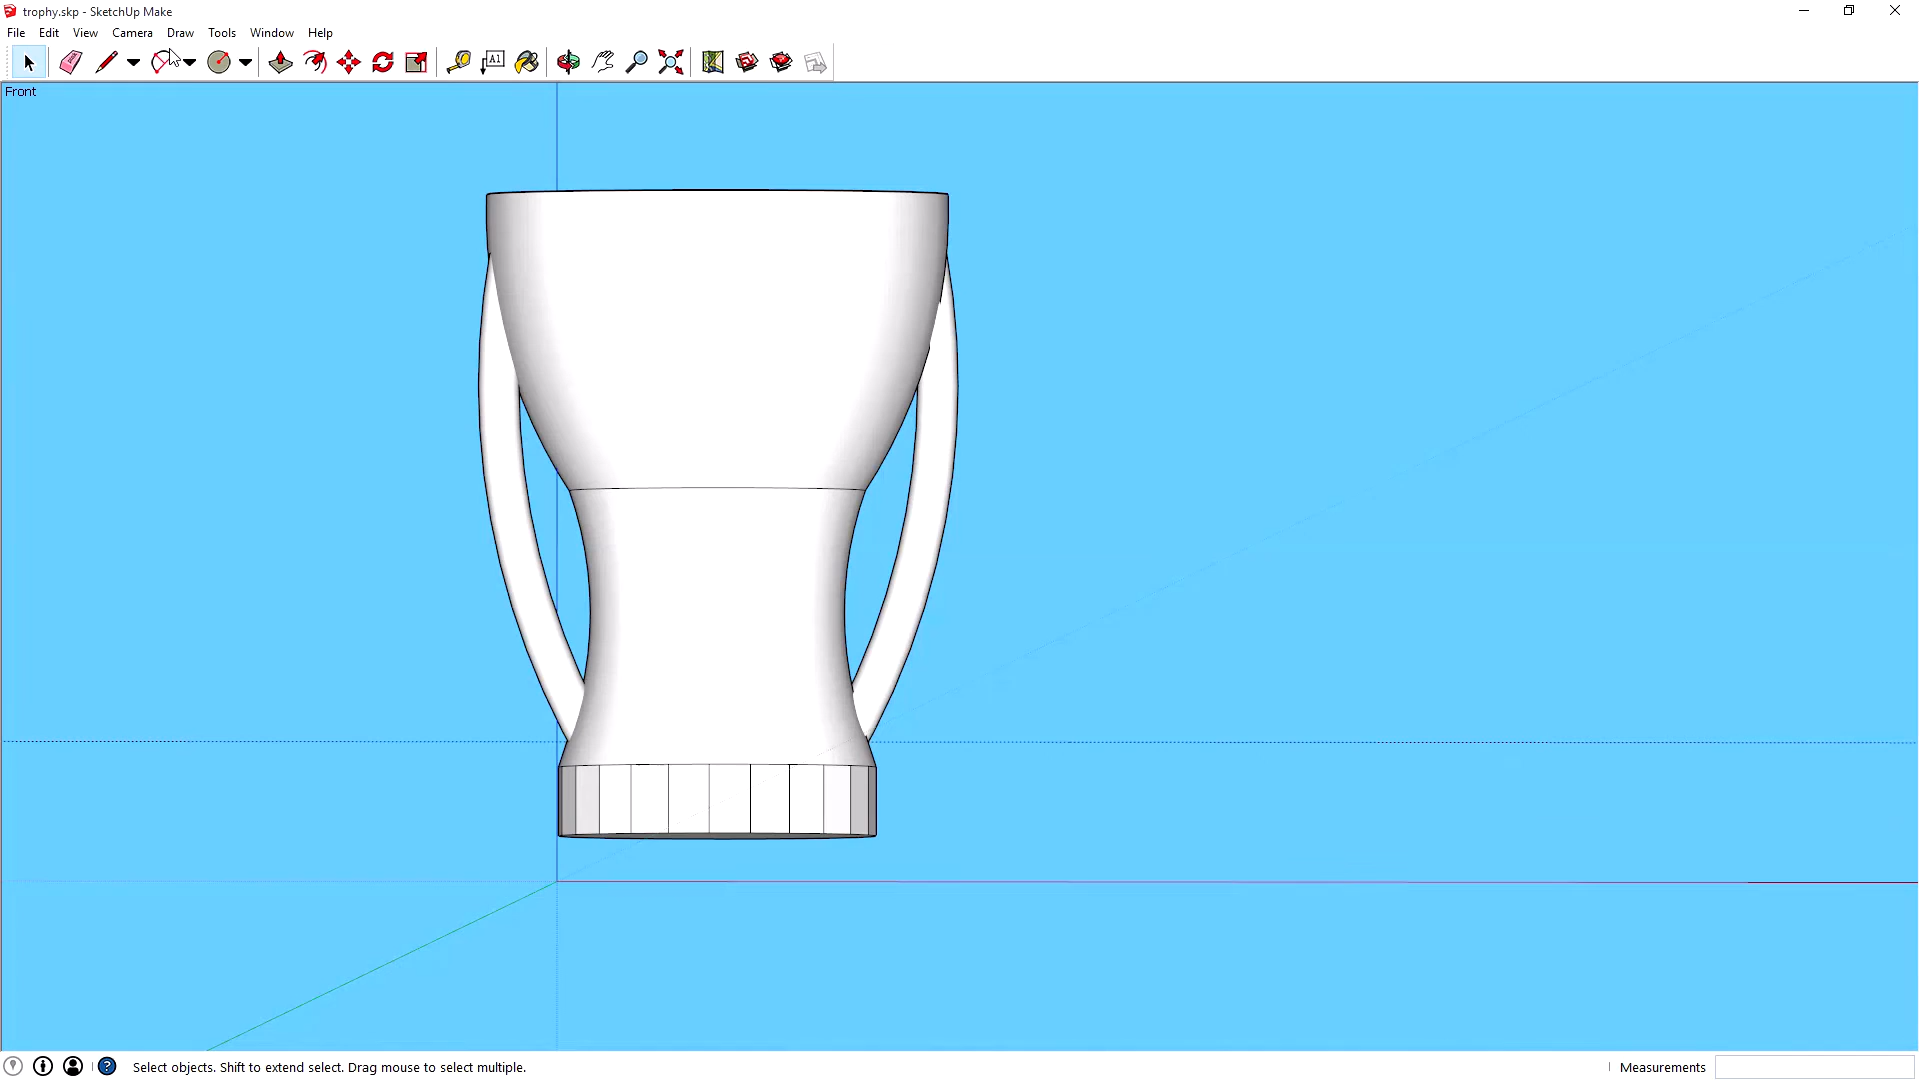 trophy.skp - SketchUp Make
File Edit View Camera Draw Tools Window Help
A1
Front
Select objects. Shift to extend select. Drag mouse to select multiple.
Measurements